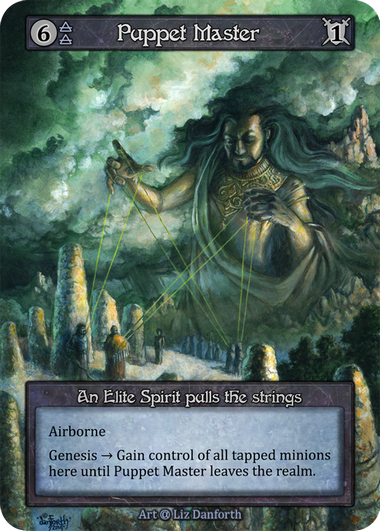 6 Puppet Master 1
An Elite Spirit pulls the strings
Airborne
Genesis → Gain control of all tapped minions
here until Puppet Master leaves the realm.
Art @ Liz Danforth